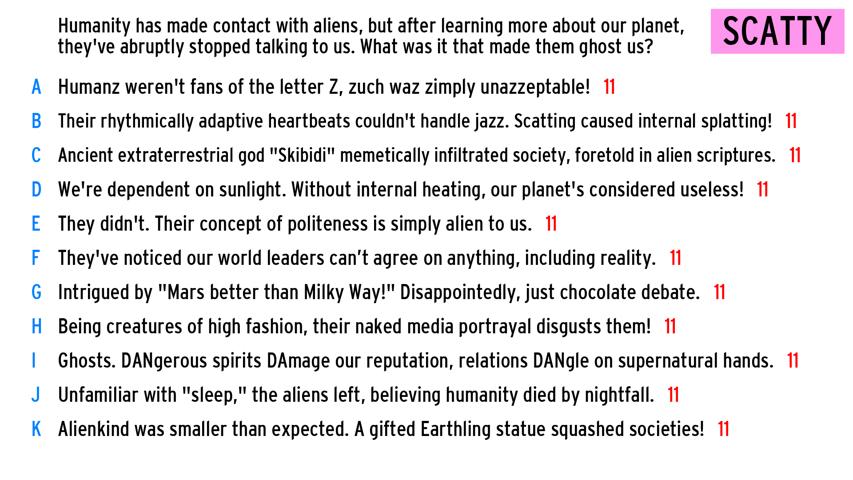 Humanity has made contact with aliens, but after learning more about our planet,
they've abruptly stopped talking to us. What was it that made them ghost us?
SCATTY
A Humanz weren't fans of the letter Z, zuch waz zimply unazzeptable! 11
B Their rhythmically adaptive heartbeats couldn't handle jazz. Scatting caused internal splatting! 11
C Ancient extraterrestrial god "Skibidi" memetically infiltrated society, foretold in alien scriptures. 11
D We're dependent on sunlight. Without internal heating, our planet's considered useless! 11
E They didn't. Their concept of politeness is simply alien to us. 11
F They've noticed our world leaders can’t agree on anything, including reality. 11
G Intrigued by "Mars better than Milky Way!" Disappointedly, just chocolate debate. 11
H Being creatures of high fashion, their naked media portrayal disgusts them! 11
I Ghosts. DANgerous spirits DAmage our reputation, relations DANgle on supernatural hands. 11
J Unfamiliar with "sleep," the aliens left, believing humanity died by nightfall. 11
K Alienkind was smaller than expected. A gifted Earthling statue squashed societies! 11